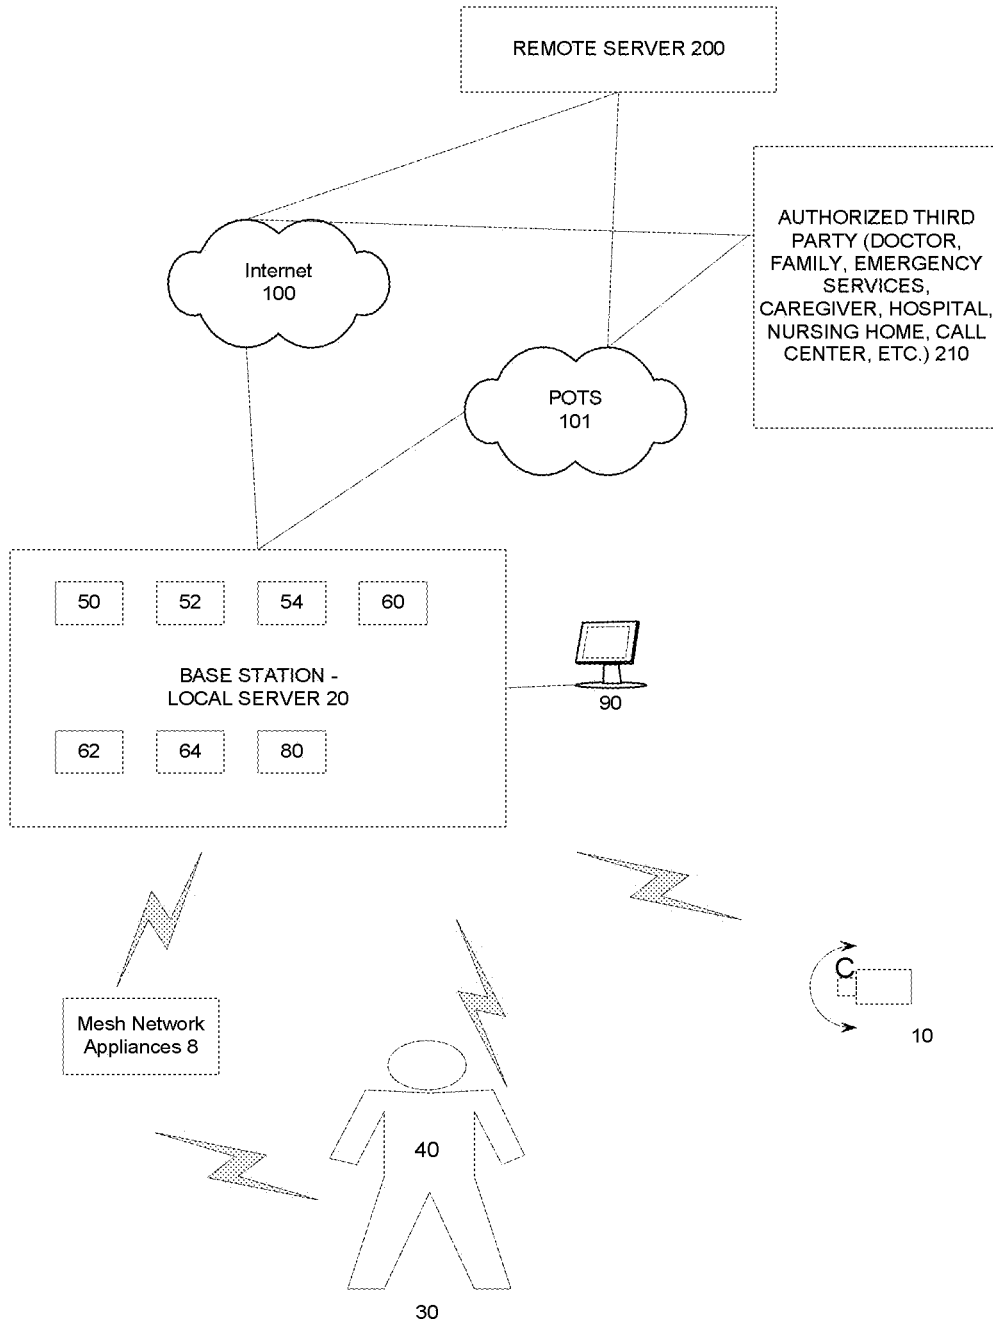 REMOTE SERVER 200
AUTHORIZED THIRD
PARTY (DOCTOR,
FAMILY, EMERGENCY
SERVICES,
CAREGIVER, HOSPITAL,
NURSING HOME, CALL
CENTER, ETC.) 210
Internet
100
POTS
101
50
52
54
60
BASE STATION -
LOCAL SERVER 20
90
62
64
80
C
10
Mesh Network
Appliances 8
40
30